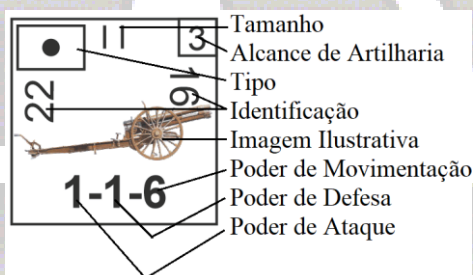 II
3
22
16
1-1-6
Tamanho
Alcance de Artilharia
Tipo
Identificação
Imagem Ilustrativa
Poder de Movimentação
Poder de Defesa
Poder de Ataque